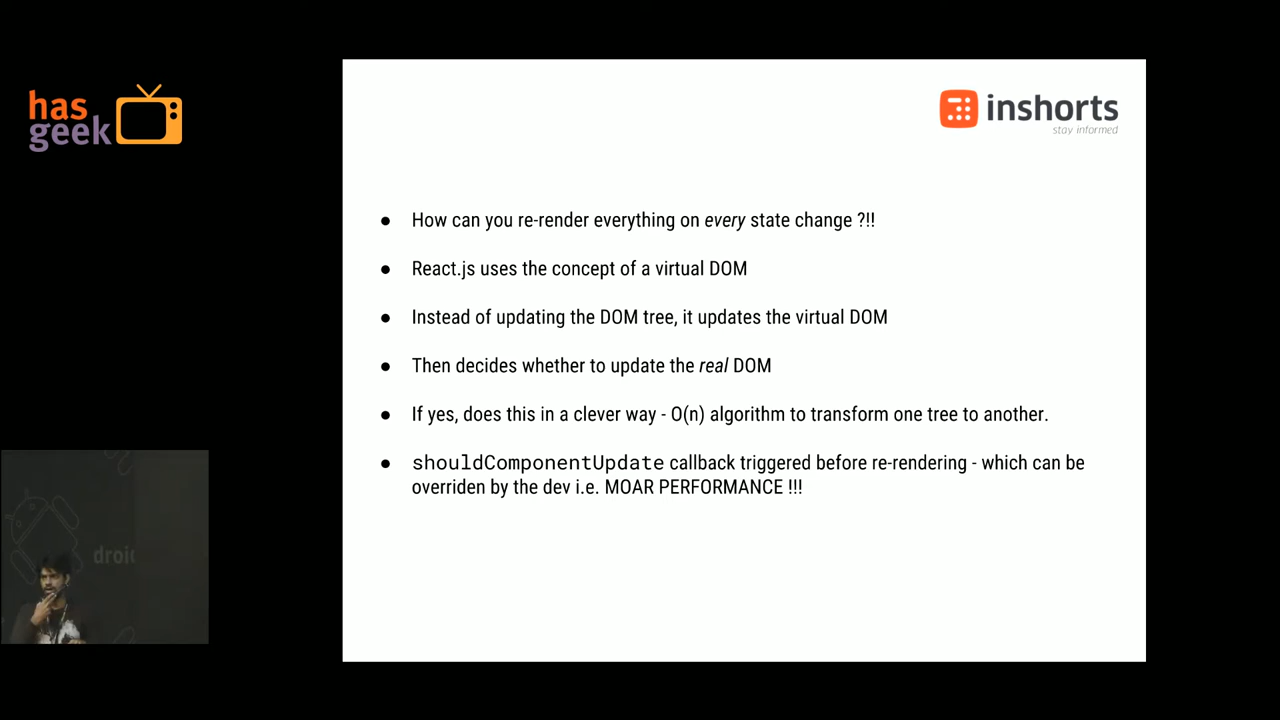 has
geek
inshorts
stay informed
● How can you re-render everything on every state change ?!!
● React.js uses the concept of a virtual DOM
● Instead of updating the DOM tree, it updates the virtual DOM
● Then decides whether to update the real DOM
● If yes, does this in a clever way - O(n) algorithm to transform one tree to another.
● shouldComponentUpdate callback triggered before re-rendering - which can be
overriden by the dev i.e. MOAR PERFORMANCE !!!
droid